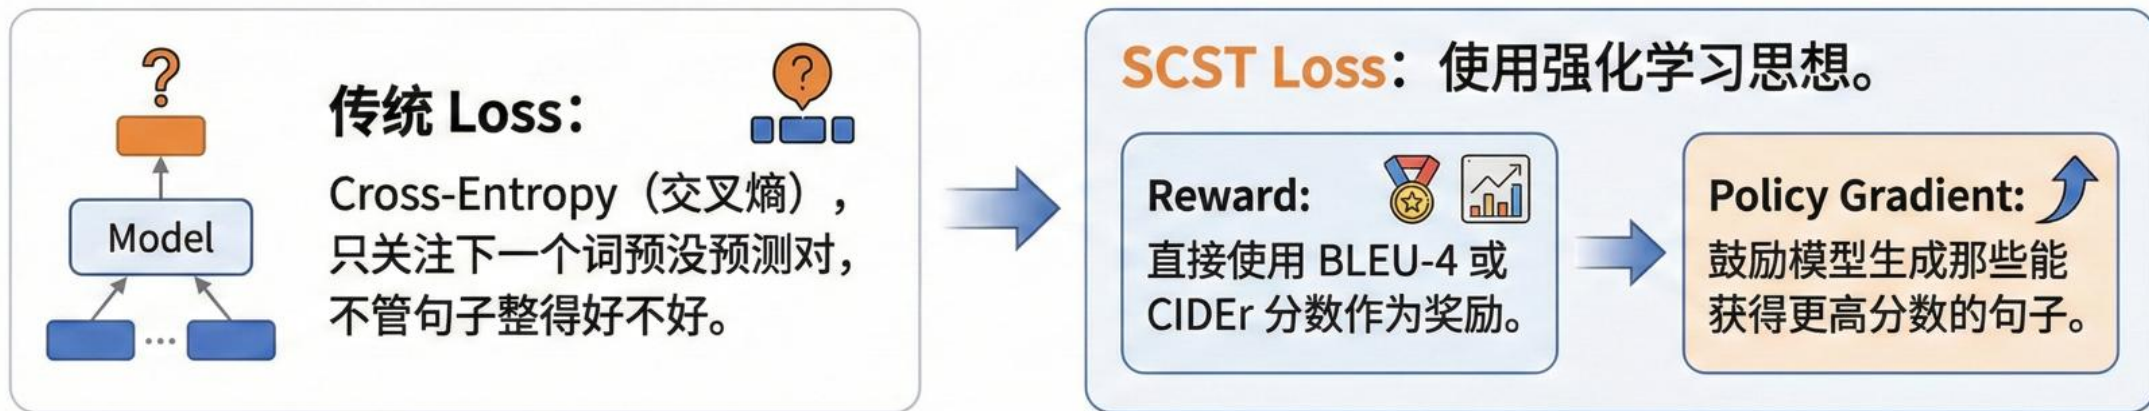 ?
Model
...
传统 Loss：
?
Cross-Entropy（交叉熵），
只关注下一个词预没预测对，
不管句子整得好不好。
SCST Loss：使用强化学习思想。
Reward:
直接使用 BLEU-4 或
CIDEr 分数作为奖励。
Policy Gradient:
鼓励模型生成那些能
获得更高分数的句子。